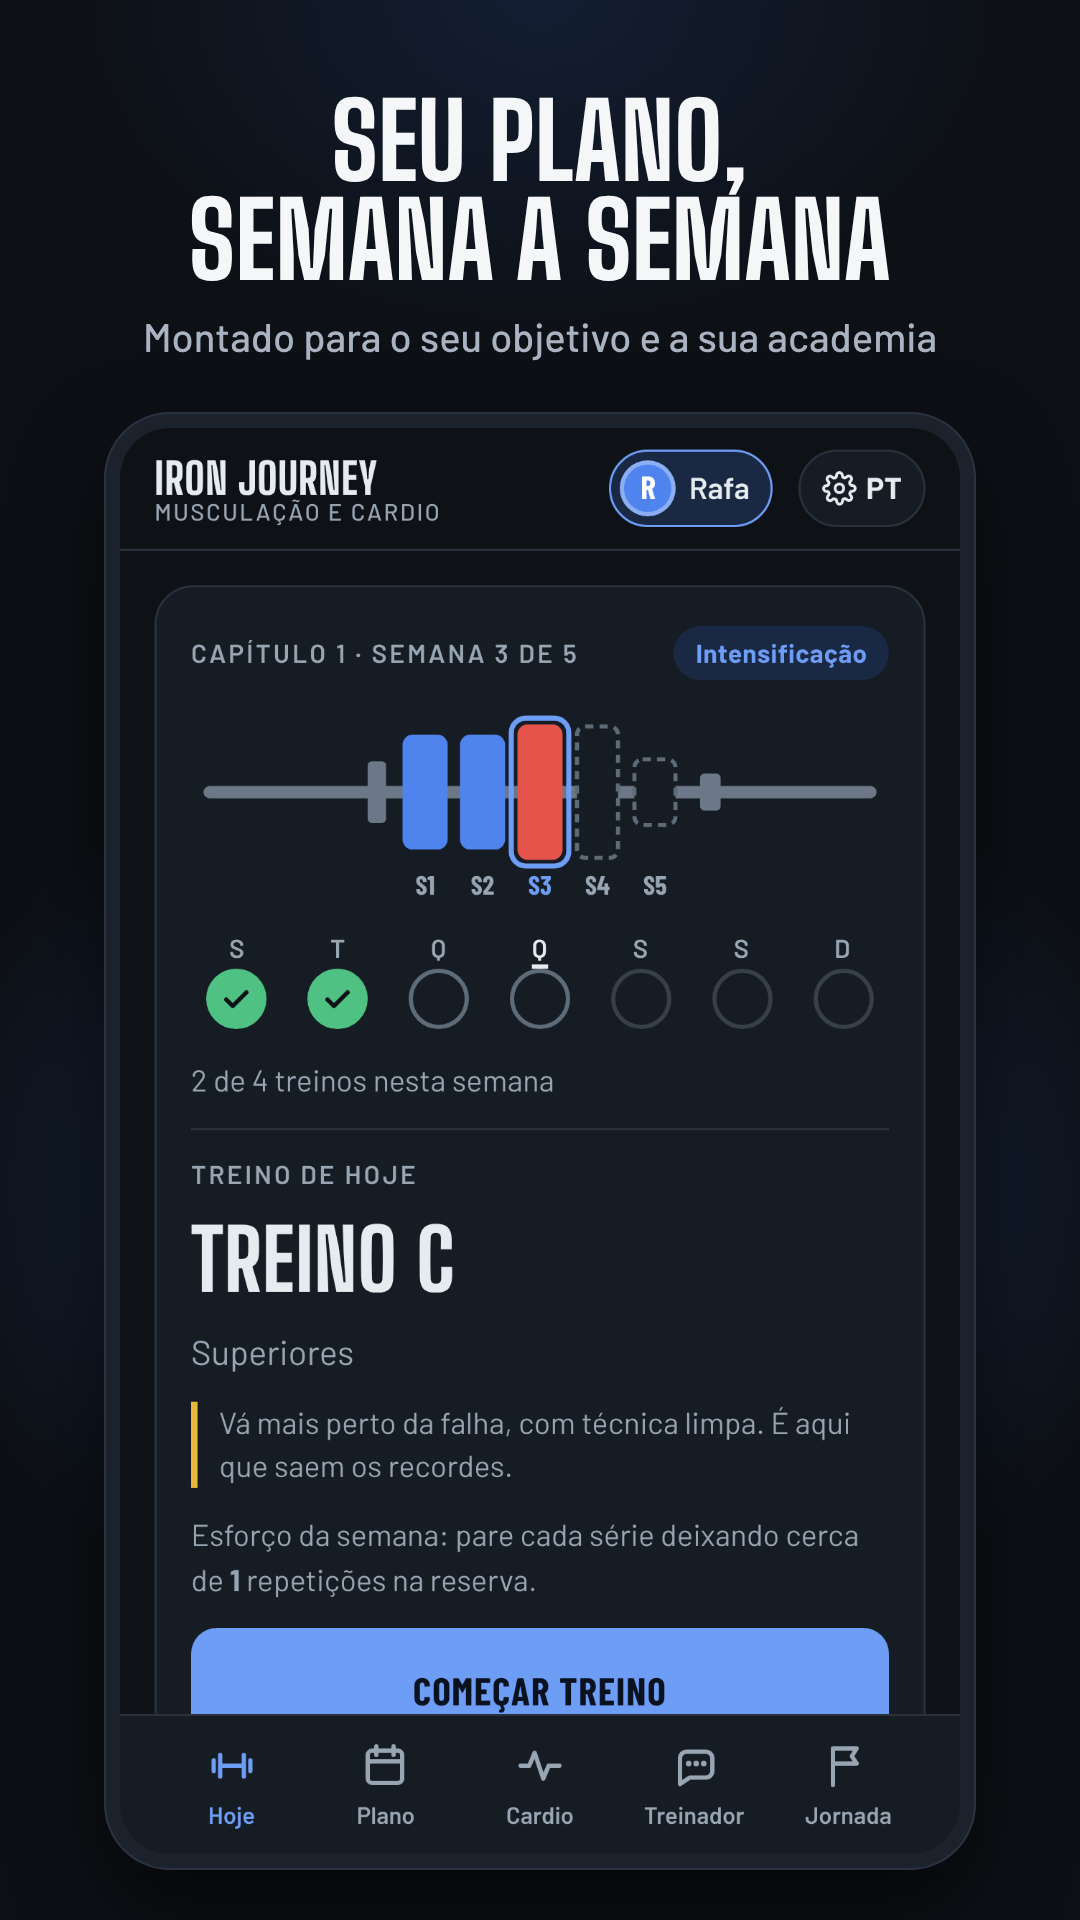 SEU PLANO,
SEMANA A SEMANA
Montado para o seu objetivo e a sua academia
IRON JOURNEY
MUSCULAÇÃO E CARDIO
R Rafa
PT
CAPÍTULO 1 · SEMANA 3 DE 5
Intensificação
S1 S2 S3 S4 S5
S T Q Q S S D
2 de 4 treinos nesta semana
TREINO DE HOJE
TREINO C
Superiores
Vá mais perto da falha, com técnica limpa. É aqui
que saem os recordes.
Esforço da semana: pare cada série deixando cerca
de 1 repetições na reserva.
COMEÇAR TREINO
Hoje Plano Cardio Treinador Jornada